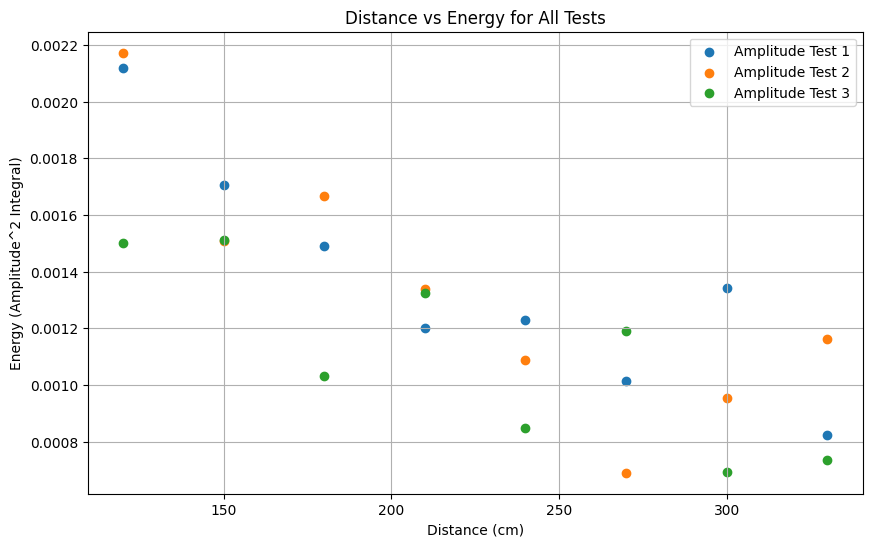 Distance vs Energy for All Tests
Amplitude Test 1
Amplitude Test 2
Amplitude Test 3
Energy (Amplitude^2 Integral)
0.0022
0.0020
0.0018
0.0016
0.0014
0.0012
0.0010
0.0008
150
200
250
300
Distance (cm)